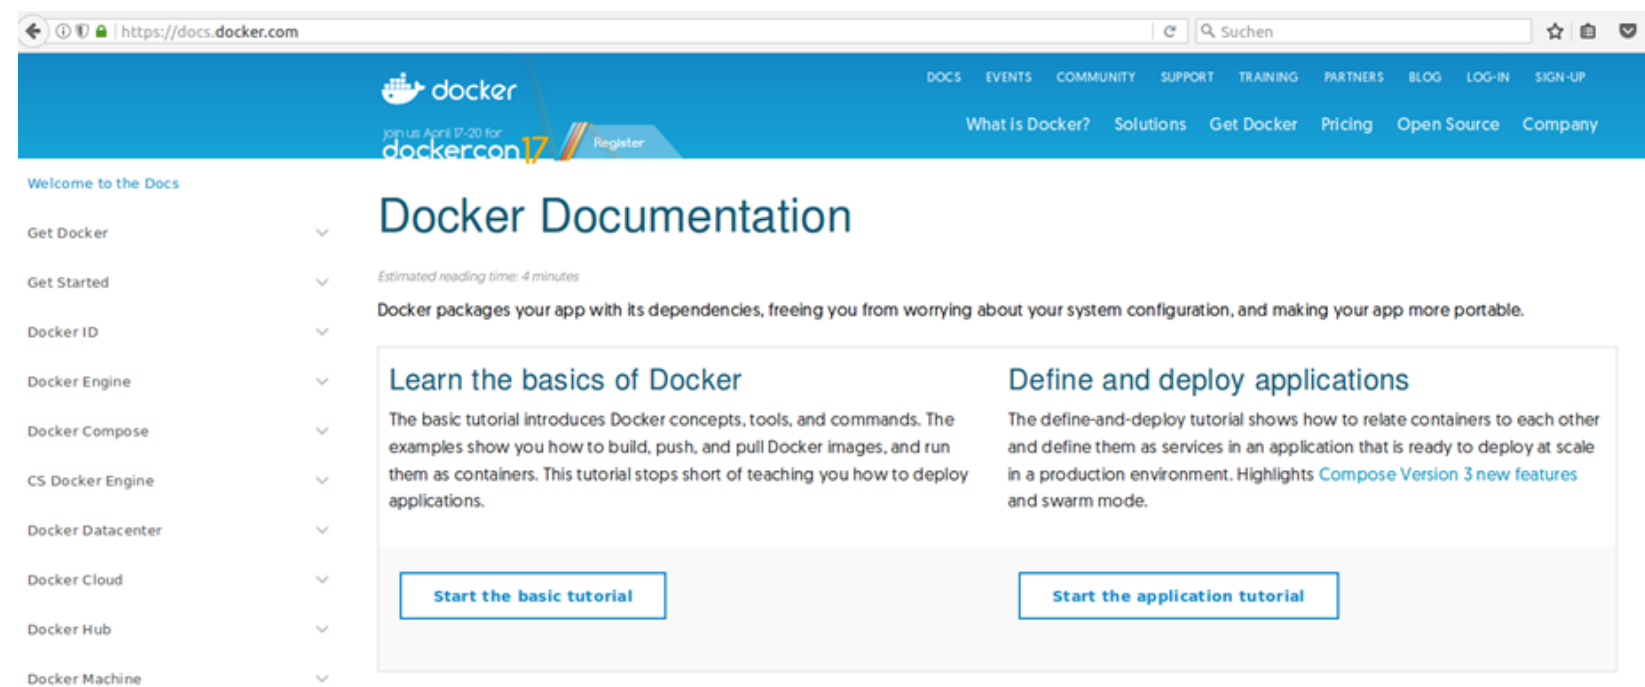 https://docs.docker.com
Suchen
docker
DOCS EVENTS COMMUNITY SUPPORT TRAINING PARTNERS BLOG LOG-IN SIGN-UP
What is Docker? Solutions Get Docker Pricing Open Source Company
join us April 17-20 for
dockercon 17
Register
Welcome to the Docs
Get Docker
Get Started
Docker ID
Docker Engine
Docker Compose
CS Docker Engine
Docker Datacenter
Docker Cloud
Docker Hub
Docker Machine
Docker Documentation
Estimated reading time: 4 minutes
Docker packages your app with its dependencies, freeing you from worrying about your system configuration, and making your app more portable.
Learn the basics of Docker
The basic tutorial introduces Docker concepts, tools, and commands. The
examples show you how to build, push, and pull Docker images, and run
them as containers. This tutorial stops short of teaching you how to deploy
applications.
Start the basic tutorial
Define and deploy applications
The define-and-deploy tutorial shows how to relate containers to each other
and define them as services in an application that is ready to deploy at scale
in a production environment. Highlights Compose Version 3 new features
and swarm mode.
Start the application tutorial